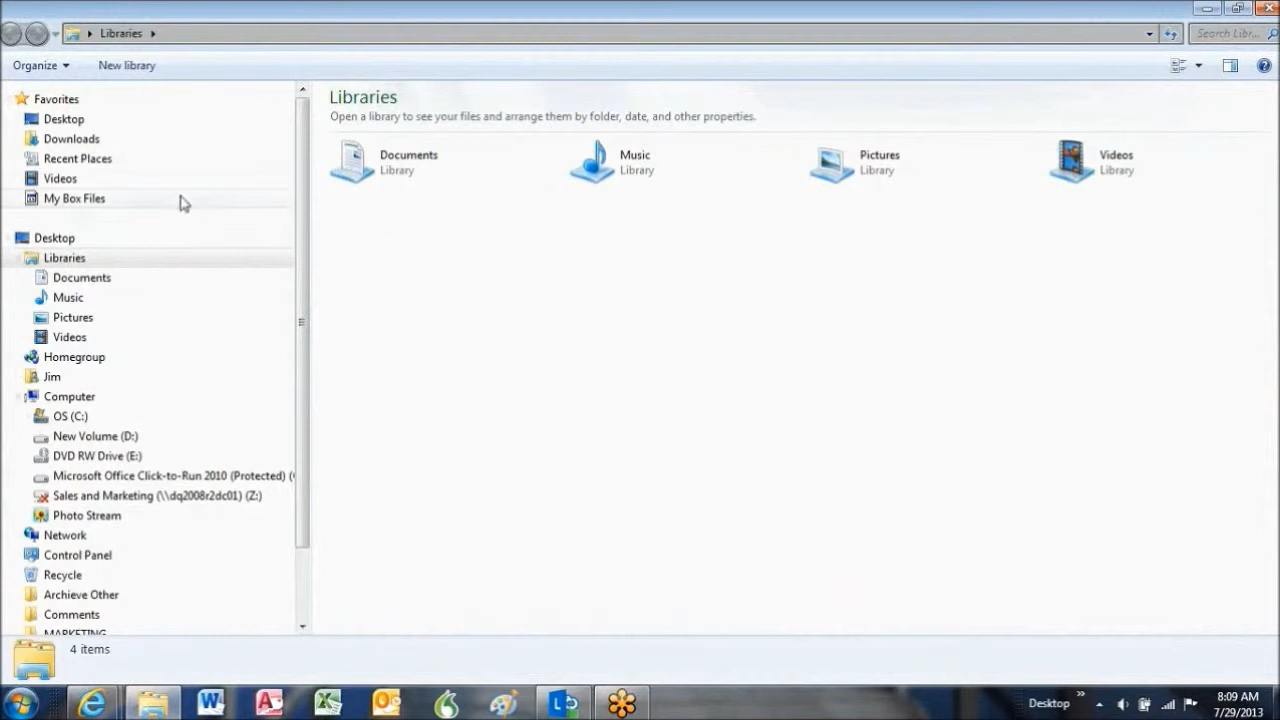 Libraries
Search Libr...
Organize
New library
Favorites
Desktop
Downloads
Recent Places
Videos
My Box Files
Desktop
Libraries
Documents
Music
Pictures
Videos
Homegroup
Jim
Computer
OS (C:)
New Volume (D:)
DVD RW Drive (E:)
Microsoft Office Click-to-Run 2010 (Protected) (
Sales and Marketing (\\dq2008r2dc01) (Z:)
Photo Stream
Network
Control Panel
Recycle
Archieve Other
Comments
MARKETING
Libraries
Open a library to see your files and arrange them by folder, date, and other properties.
Documents
Library
Music
Library
Pictures
Library
Videos
Library
4 items
Desktop
8:09 AM
7/29/2013